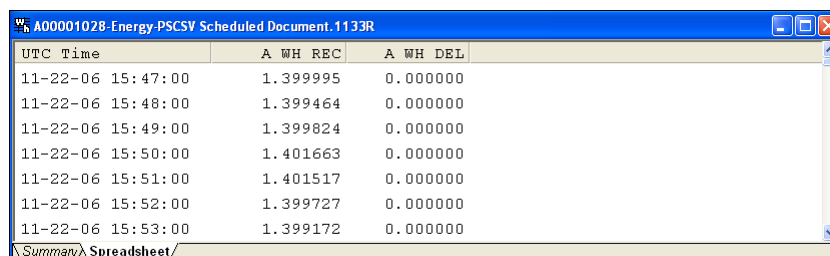 Wh A00001028-Energy-PSCSV Scheduled Document.1133R
UTC Time A WH REC A WH DEL
11-22-06 15:47:00 1.399995 0.000000
11-22-06 15:48:00 1.399464 0.000000
11-22-06 15:49:00 1.399824 0.000000
11-22-06 15:50:00 1.401663 0.000000
11-22-06 15:51:00 1.401517 0.000000
11-22-06 15:52:00 1.399727 0.000000
11-22-06 15:53:00 1.399172 0.000000
Summary Spreadsheet